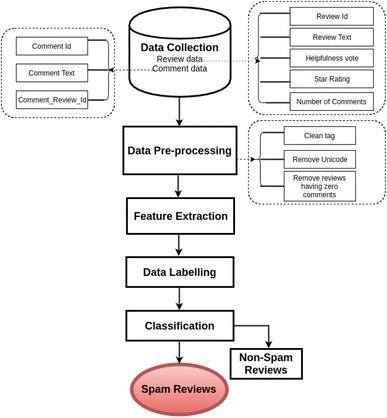 Data Collection
Review data
Comment data
Comment Id
Comment Text
Comment_Review_Id
Review Id
Review Text
Helpfulness vote
Star Rating
Number of Comments
Data Pre-processing
Clean tag
Remove Unicode
Remove reviews
having zero
comments
Feature Extraction
Data Labelling
Classification
Non-Spam
Reviews
Spam Reviews